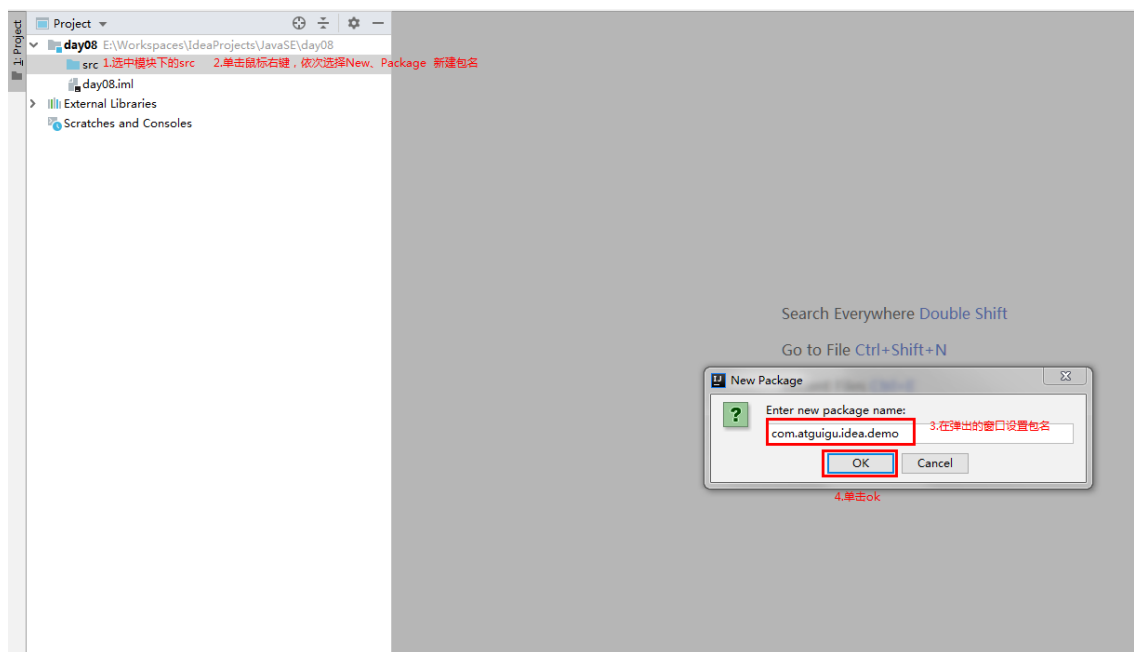 1: Project
Project
day08 E:\Workspaces\IdeaProjects\JavaSE\day08
src 1.选中模块下的src 2.单击鼠标右键，依次选择New、Package 新建包名
day08.iml
External Libraries
Scratches and Consoles
Search Everywhere Double Shift
Go to File Ctrl+Shift+N
New Package
Enter new package name:
com.atguigu.idea.demo 3.在弹出的窗口设置包名
OK Cancel
4.单击ok